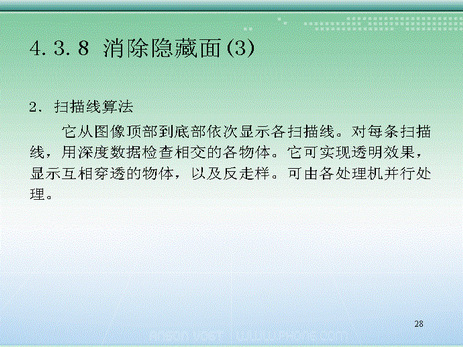 4.3.8 消除隐藏面(3)
2．扫描线算法
它从图像顶部到底部依次显示各扫描线。对每条扫描
线，用深度数据检查相交的各物体。它可实现透明效果，
显示互相穿透的物体，以及反走样。可由各处理机并行处
理。
28